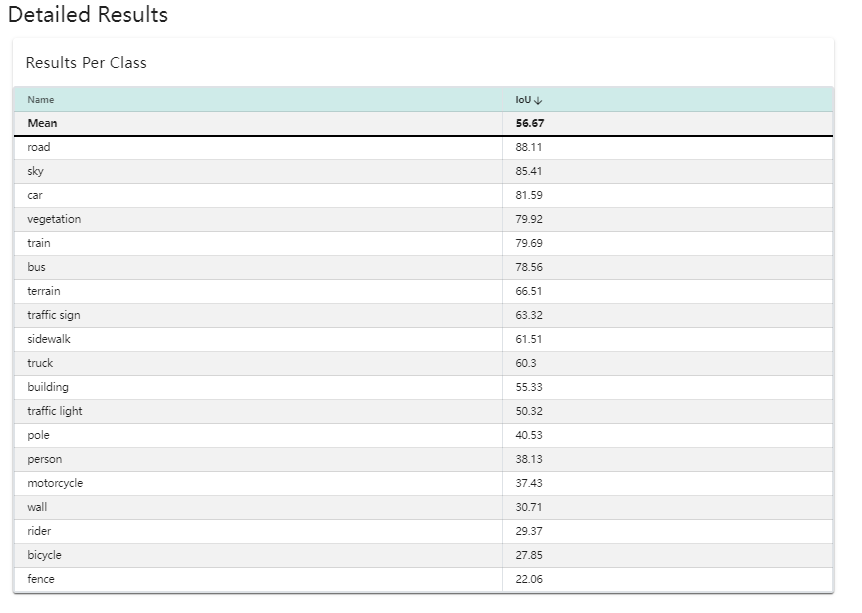 Detailed Results
Results Per Class
Name IoU ↓
Mean 56.67
road 88.11
sky 85.41
car 81.59
vegetation 79.92
train 79.69
bus 78.56
terrain 66.51
traffic sign 63.32
sidewalk 61.51
truck 60.3
building 55.33
traffic light 50.32
pole 40.53
person 38.13
motorcycle 37.43
wall 30.71
rider 29.37
bicycle 27.85
fence 22.06